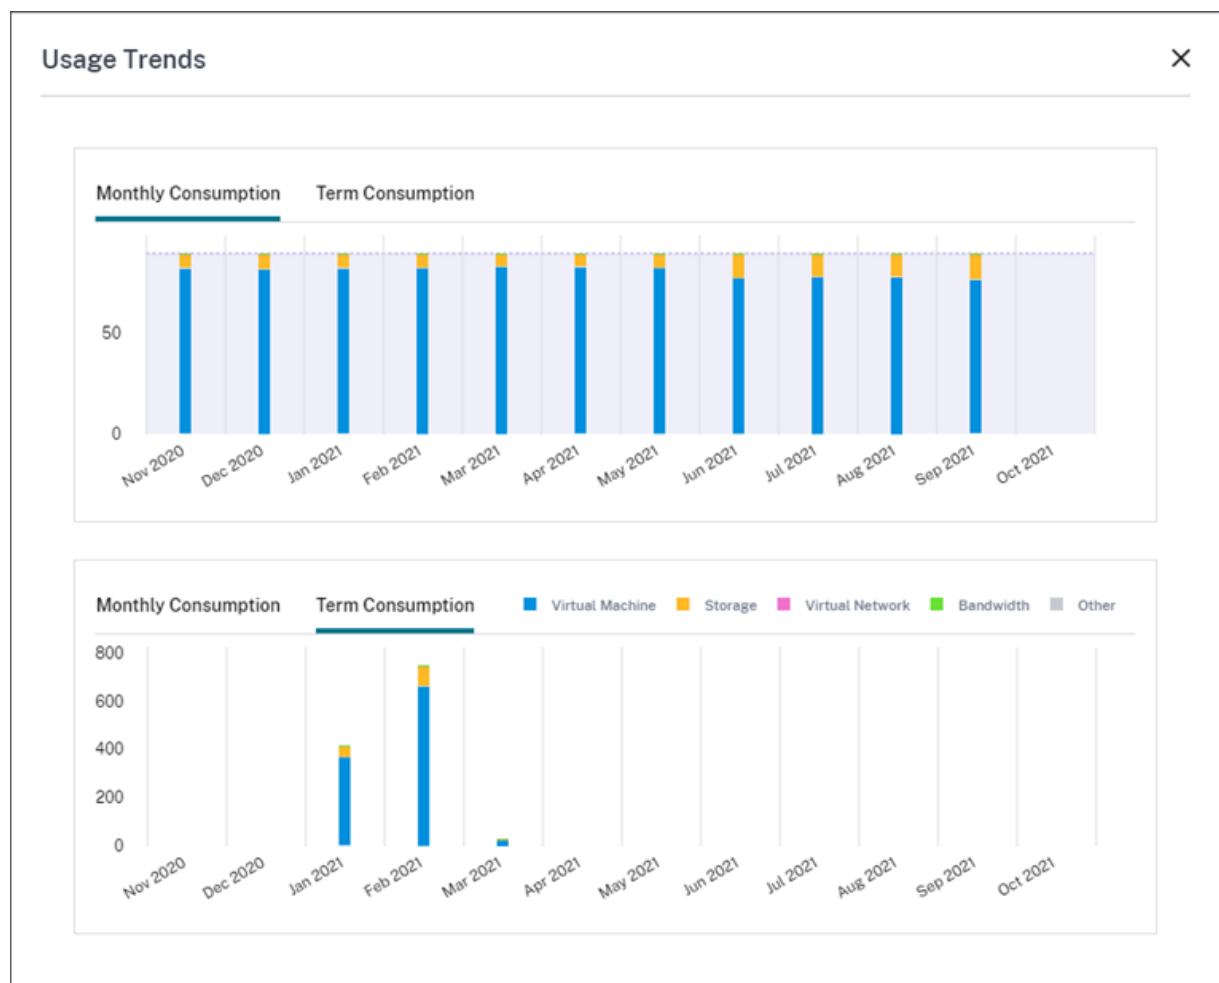 Usage Trends
Monthly Consumption Term Consumption
50
0
Nov 2020 Dec 2020 Jan 2021 Feb 2021 Mar 2021 Apr 2021 May 2021 Jun 2021 Jul 2021 Aug 2021 Sep 2021 Oct 2021
Monthly Consumption Term Consumption Virtual Machine Storage Virtual Network Bandwidth Other
800
600
400
200
0
Nov 2020 Dec 2020 Jan 2021 Feb 2021 Mar 2021 Apr 2021 May 2021 Jun 2021 Jul 2021 Aug 2021 Sep 2021 Oct 2021